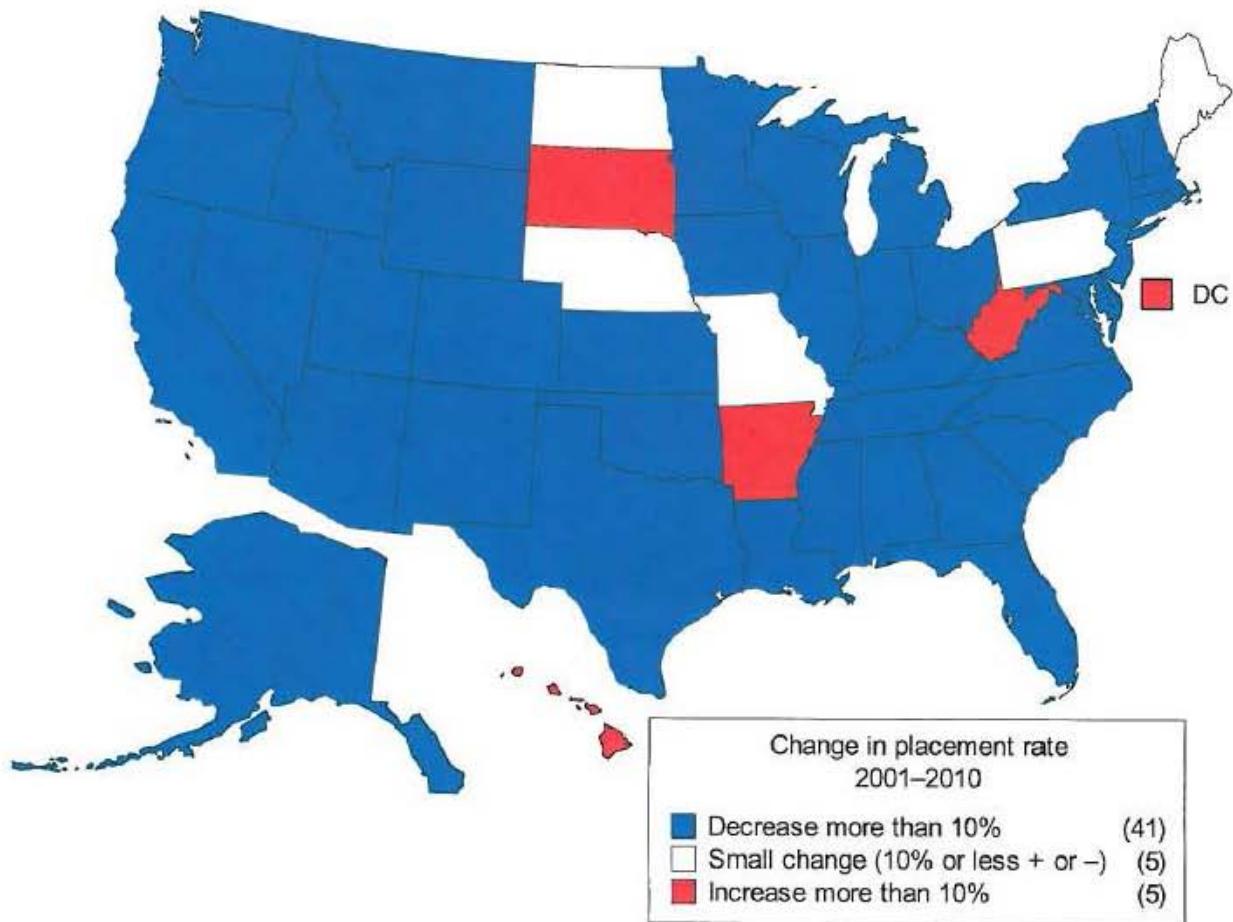 DC
Change in placement rate
2001–2010
Decrease more than 10% (41)
Small change (10% or less + or –) (5)
Increase more than 10% (5)